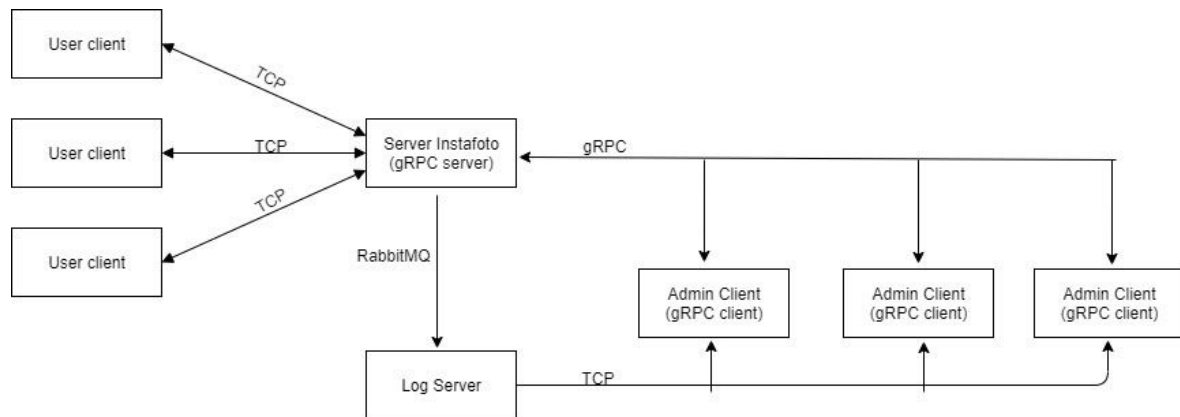 User client
TCP
User client
TCP
Server Instafoto
(gRPC server)
gRPC
TCP
User client
RabbitMQ
Admin Client
(gRPC client)
Admin Client
(gRPC client)
Admin Client
(gRPC client)
Log Server
TCP